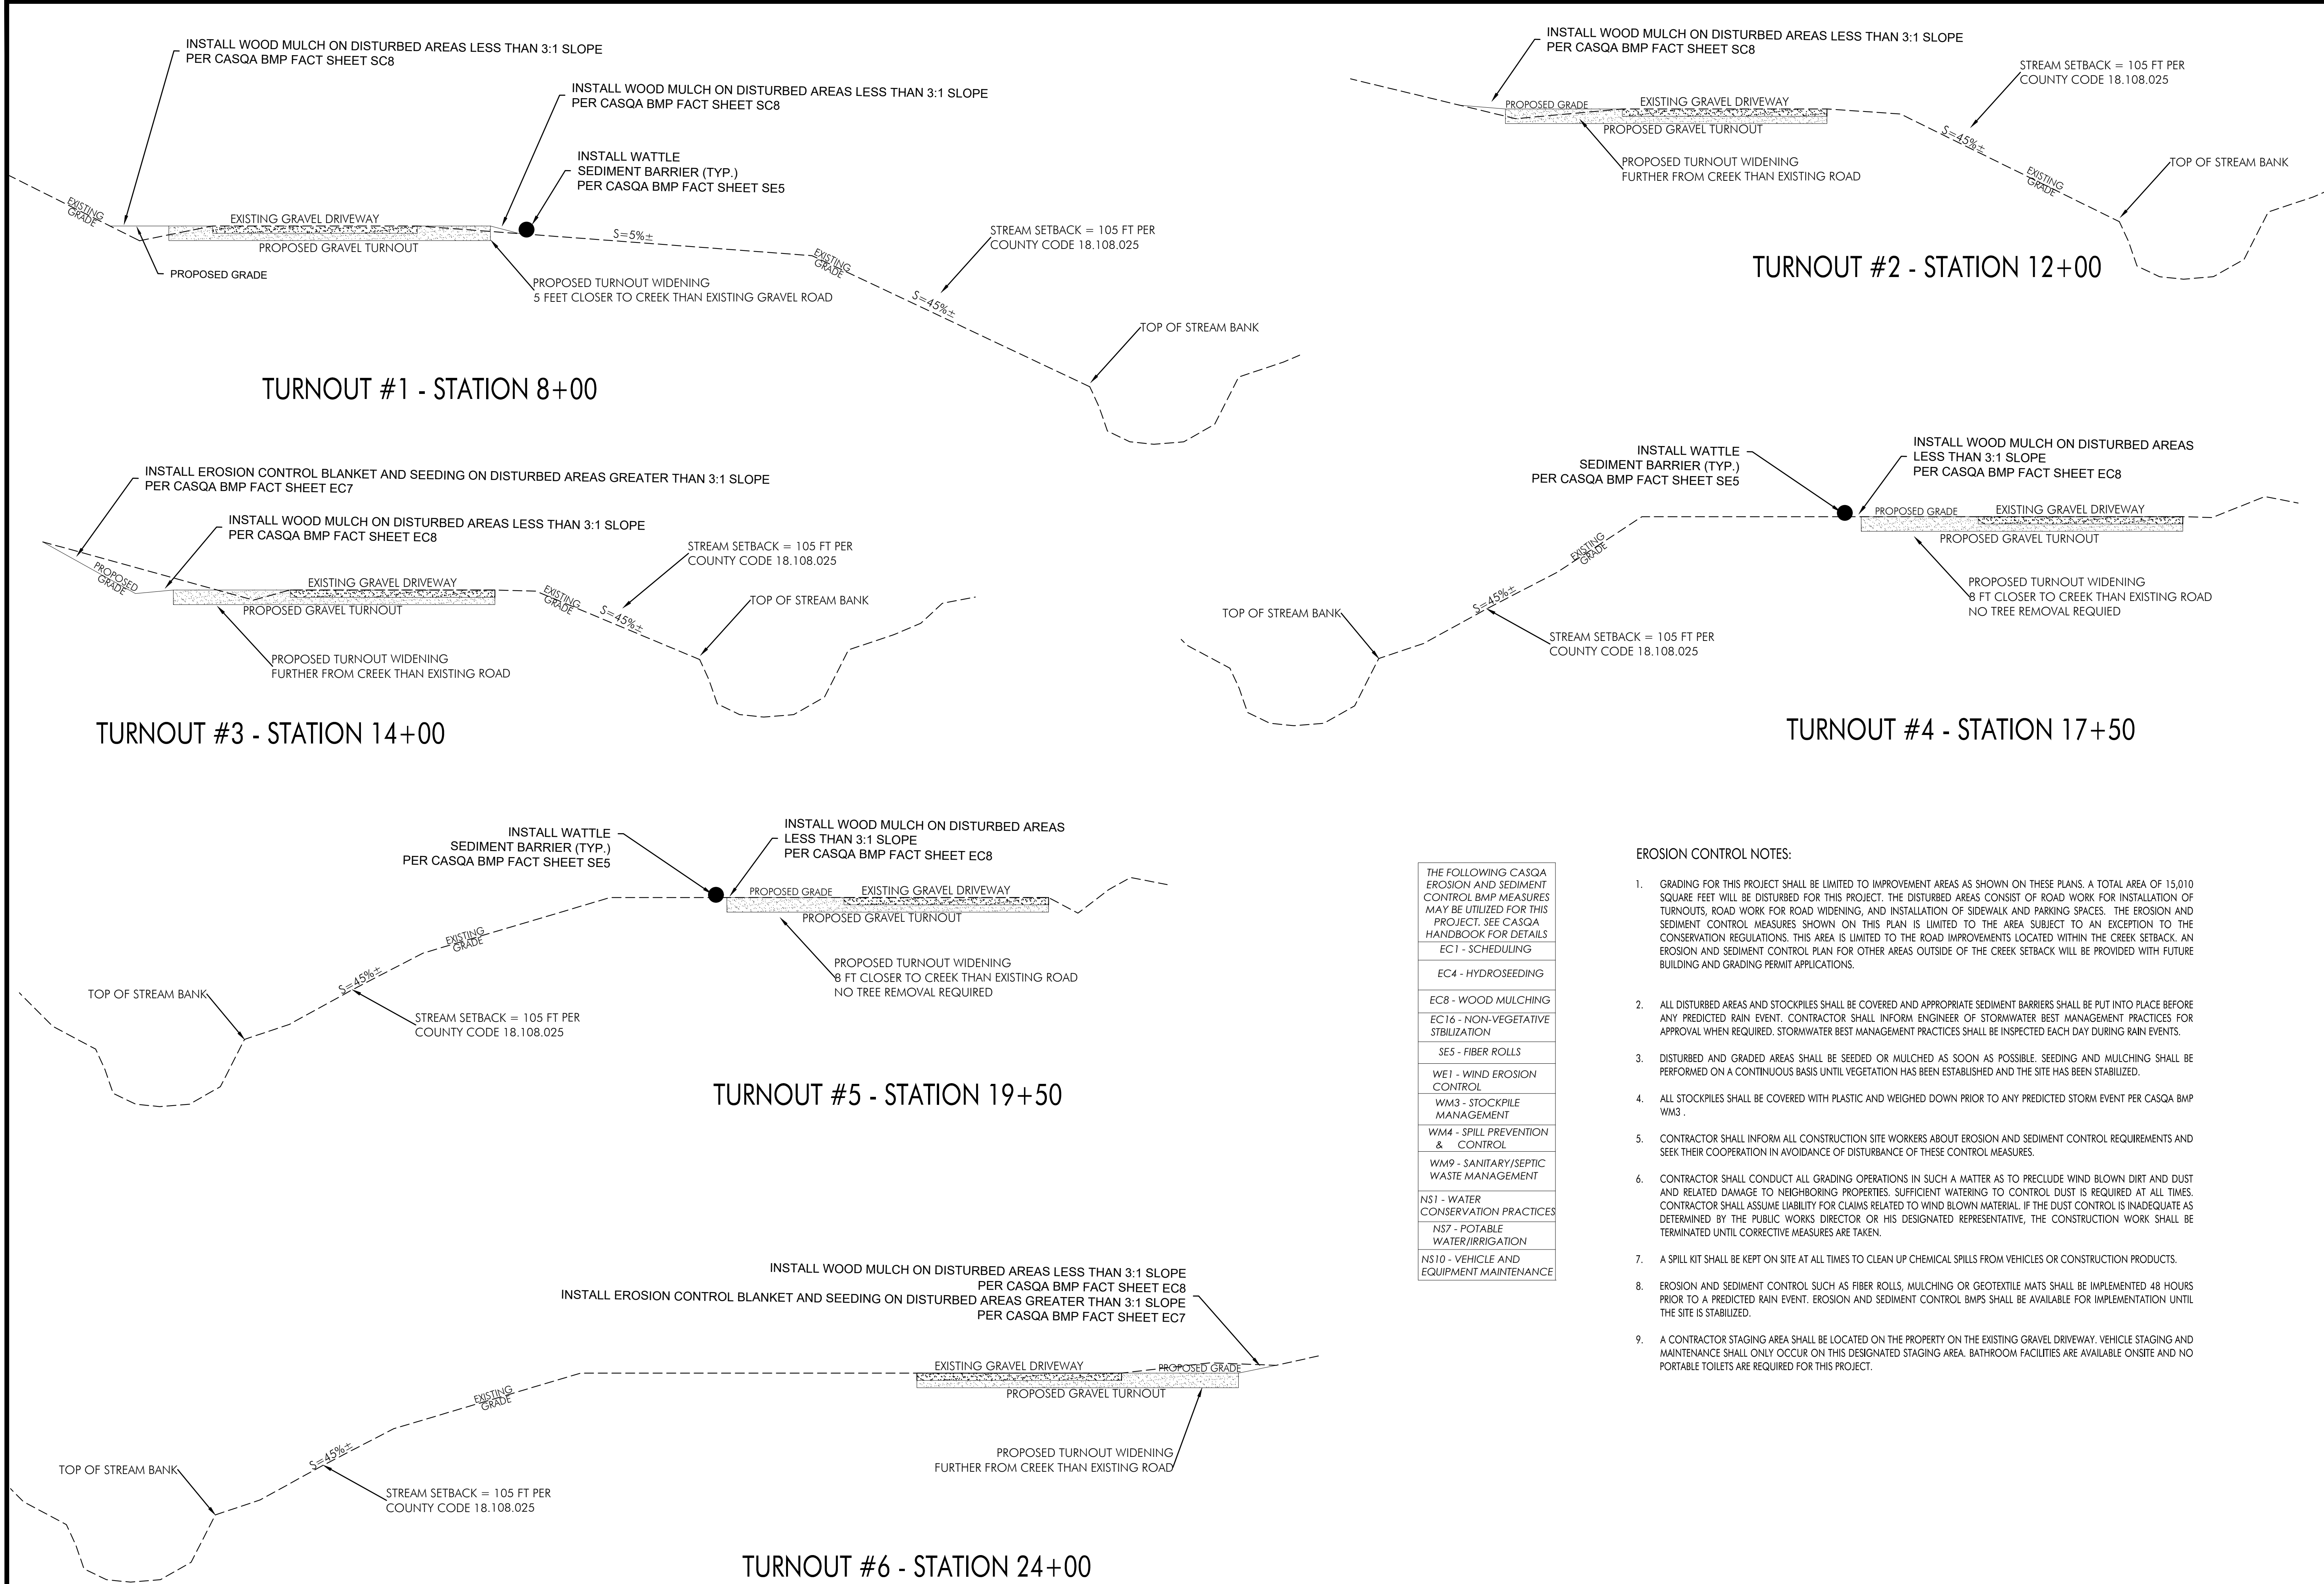 INSTALL WOOD MULCH ON DISTURBED AREAS LESS THAN 3:1 SLOPE
PER CASQA BMP FACT SHEET SC8
INSTALL WOOD MULCH ON DISTURBED AREAS LESS THAN 3:1 SLOPE
PER CASQA BMP FACT SHEET SC8
INSTALL WATTLE
SEDIMENT BARRIER (TYP.)
PER CASQA BMP FACT SHEET SE5
EXISTING
GRADE
EXISTING GRAVEL DRIVEWAY
PROPOSED GRAVEL TURNOUT
PROPOSED GRADE
S=5%±
PROPOSED TURNOUT WIDENING
5 FEET CLOSER TO CREEK THAN EXISTING GRAVEL ROAD
EXISTING
GRADE
STREAM SETBACK = 105 FT PER
COUNTY CODE 18.108.025
S=45%±
TOP OF STREAM BANK
TURNOUT #1 - STATION 8+00
INSTALL WOOD MULCH ON DISTURBED AREAS LESS THAN 3:1 SLOPE
PER CASQA BMP FACT SHEET SC8
STREAM SETBACK = 105 FT PER
COUNTY CODE 18.108.025
PROPOSED GRADE
EXISTING GRAVEL DRIVEWAY
PROPOSED GRAVEL TURNOUT
S=45%±
PROPOSED TURNOUT WIDENING
FURTHER FROM CREEK THAN EXISTING ROAD
EXISTING
GRADE
TOP OF STREAM BANK
TURNOUT #2 - STATION 12+00
INSTALL EROSION CONTROL BLANKET AND SEEDING ON DISTURBED AREAS GREATER THAN 3:1 SLOPE
PER CASQA BMP FACT SHEET EC7
INSTALL WOOD MULCH ON DISTURBED AREAS LESS THAN 3:1 SLOPE
PER CASQA BMP FACT SHEET EC8
STREAM SETBACK = 105 FT PER
COUNTY CODE 18.108.025
PROPOSED
GRADE
EXISTING GRAVEL DRIVEWAY
PROPOSED GRAVEL TURNOUT
EXISTING
GRADE
S=45%±
TOP OF STREAM BANK
PROPOSED TURNOUT WIDENING
FURTHER FROM CREEK THAN EXISTING ROAD
TURNOUT #3 - STATION 14+00
INSTALL WATTLE
SEDIMENT BARRIER (TYP.)
PER CASQA BMP FACT SHEET SE5
INSTALL WOOD MULCH ON DISTURBED AREAS
LESS THAN 3:1 SLOPE
PER CASQA BMP FACT SHEET EC8
PROPOSED GRADE
EXISTING GRAVEL DRIVEWAY
PROPOSED GRAVEL TURNOUT
EXISTING
GRADE
S=45%±
PROPOSED TURNOUT WIDENING
8 FT CLOSER TO CREEK THAN EXISTING ROAD
NO TREE REMOVAL REQUIED
TOP OF STREAM BANK
STREAM SETBACK = 105 FT PER
COUNTY CODE 18.108.025
TURNOUT #4 - STATION 17+50
INSTALL WATTLE
SEDIMENT BARRIER (TYP.)
PER CASQA BMP FACT SHEET SE5
INSTALL WOOD MULCH ON DISTURBED AREAS
LESS THAN 3:1 SLOPE
PER CASQA BMP FACT SHEET EC8
PROPOSED GRADE
EXISTING GRAVEL DRIVEWAY
PROPOSED GRAVEL TURNOUT
EXISTING
GRADE
PROPOSED TURNOUT WIDENING
8 FT CLOSER TO CREEK THAN EXISTING ROAD
NO TREE REMOVAL REQUIRED
S=45%±
TOP OF STREAM BANK
STREAM SETBACK = 105 FT PER
COUNTY CODE 18.108.025
TURNOUT #5 - STATION 19+50
INSTALL WOOD MULCH ON DISTURBED AREAS LESS THAN 3:1 SLOPE
PER CASQA BMP FACT SHEET EC8
INSTALL EROSION CONTROL BLANKET AND SEEDING ON DISTURBED AREAS GREATER THAN 3:1 SLOPE
PER CASQA BMP FACT SHEET EC7
EXISTING GRAVEL DRIVEWAY
PROPOSED GRADE
PROPOSED GRAVEL TURNOUT
EXISTING
GRADE
S=45%±
PROPOSED TURNOUT WIDENING
FURTHER FROM CREEK THAN EXISTING ROAD
TOP OF STREAM BANK
STREAM SETBACK = 105 FT PER
COUNTY CODE 18.108.025
TURNOUT #6 - STATION 24+00
THE FOLLOWING CASQA
EROSION AND SEDIMENT
CONTROL BMP MEASURES
MAY BE UTILIZED FOR THIS
PROJECT. SEE CASQA
HANDBOOK FOR DETAILS
EC1 - SCHEDULING
EC4 - HYDROSEEDING
EC8 - WOOD MULCHING
EC16 - NON-VEGETATIVE
STBILIZATION
SE5 - FIBER ROLLS
WE1 - WIND EROSION
CONTROL
WM3 - STOCKPILE
MANAGEMENT
WM4 - SPILL PREVENTION
& CONTROL
WM9 - SANITARY/SEPTIC
WASTE MANAGEMENT
NS1 - WATER
CONSERVATION PRACTICES
NS7 - POTABLE
WATER/IRRIGATION
NS10 - VEHICLE AND
EQUIPMENT MAINTENANCE
EROSION CONTROL NOTES:
1. GRADING FOR THIS PROJECT SHALL BE LIMITED TO IMPROVEMENT AREAS AS SHOWN ON THESE PLANS. A TOTAL AREA OF 15,010
SQUARE FEET WILL BE DISTURBED FOR THIS PROJECT. THE DISTURBED AREAS CONSIST OF ROAD WORK FOR INSTALLATION OF
TURNOUTS, ROAD WORK FOR ROAD WIDENING, AND INSTALLATION OF SIDEWALK AND PARKING SPACES. THE EROSION AND
SEDIMENT CONTROL MEASURES SHOWN ON THIS PLAN IS LIMITED TO THE AREA SUBJECT TO AN EXCEPTION TO THE
CONSERVATION REGULATIONS. THIS AREA IS LIMITED TO THE ROAD IMPROVEMENTS LOCATED WITHIN THE CREEK SETBACK. AN
EROSION AND SEDIMENT CONTROL PLAN FOR OTHER AREAS OUTSIDE OF THE CREEK SETBACK WILL BE PROVIDED WITH FUTURE
BUILDING AND GRADING PERMIT APPLICATIONS.
2. ALL DISTURBED AREAS AND STOCKPILES SHALL BE COVERED AND APPROPRIATE SEDIMENT BARRIERS SHALL BE PUT INTO PLACE BEFORE
ANY PREDICTED RAIN EVENT. CONTRACTOR SHALL INFORM ENGINEER OF STORMWATER BEST MANAGEMENT PRACTICES FOR
APPROVAL WHEN REQUIRED. STORMWATER BEST MANAGEMENT PRACTICES SHALL BE INSPECTED EACH DAY DURING RAIN EVENTS.
3. DISTURBED AND GRADED AREAS SHALL BE SEEDED OR MULCHED AS SOON AS POSSIBLE. SEEDING AND MULCHING SHALL BE
PERFORMED ON A CONTINUOUS BASIS UNTIL VEGETATION HAS BEEN ESTABLISHED AND THE SITE HAS BEEN STABILIZED.
4. ALL STOCKPILES SHALL BE COVERED WITH PLASTIC AND WEIGHED DOWN PRIOR TO ANY PREDICTED STORM EVENT PER CASQA BMP
WM3 .
5. CONTRACTOR SHALL INFORM ALL CONSTRUCTION SITE WORKERS ABOUT EROSION AND SEDIMENT CONTROL REQUIREMENTS AND
SEEK THEIR COOPERATION IN AVOIDANCE OF DISTURBANCE OF THESE CONTROL MEASURES.
6. CONTRACTOR SHALL CONDUCT ALL GRADING OPERATIONS IN SUCH A MATTER AS TO PRECLUDE WIND BLOWN DIRT AND DUST
AND RELATED DAMAGE TO NEIGHBORING PROPERTIES. SUFFICIENT WATERING TO CONTROL DUST IS REQUIRED AT ALL TIMES.
CONTRACTOR SHALL ASSUME LIABILITY FOR CLAIMS RELATED TO WIND BLOWN MATERIAL. IF THE DUST CONTROL IS INADEQUATE AS
DETERMINED BY THE PUBLIC WORKS DIRECTOR OR HIS DESIGNATED REPRESENTATIVE, THE CONSTRUCTION WORK SHALL BE
TERMINATED UNTIL CORRECTIVE MEASURES ARE TAKEN.
7. A SPILL KIT SHALL BE KEPT ON SITE AT ALL TIMES TO CLEAN UP CHEMICAL SPILLS FROM VEHICLES OR CONSTRUCTION PRODUCTS.
8. EROSION AND SEDIMENT CONTROL SUCH AS FIBER ROLLS, MULCHING OR GEOTEXTILE MATS SHALL BE IMPLEMENTED 48 HOURS
PRIOR TO A PREDICTED RAIN EVENT. EROSION AND SEDIMENT CONTROL BMPS SHALL BE AVAILABLE FOR IMPLEMENTATION UNTIL
THE SITE IS STABILIZED.
9. A CONTRACTOR STAGING AREA SHALL BE LOCATED ON THE PROPERTY ON THE EXISTING GRAVEL DRIVEWAY. VEHICLE STAGING AND
MAINTENANCE SHALL ONLY OCCUR ON THIS DESIGNATED STAGING AREA. BATHROOM FACILITIES ARE AVAILABLE ONSITE AND NO
PORTABLE TOILETS ARE REQUIRED FOR THIS PROJECT.